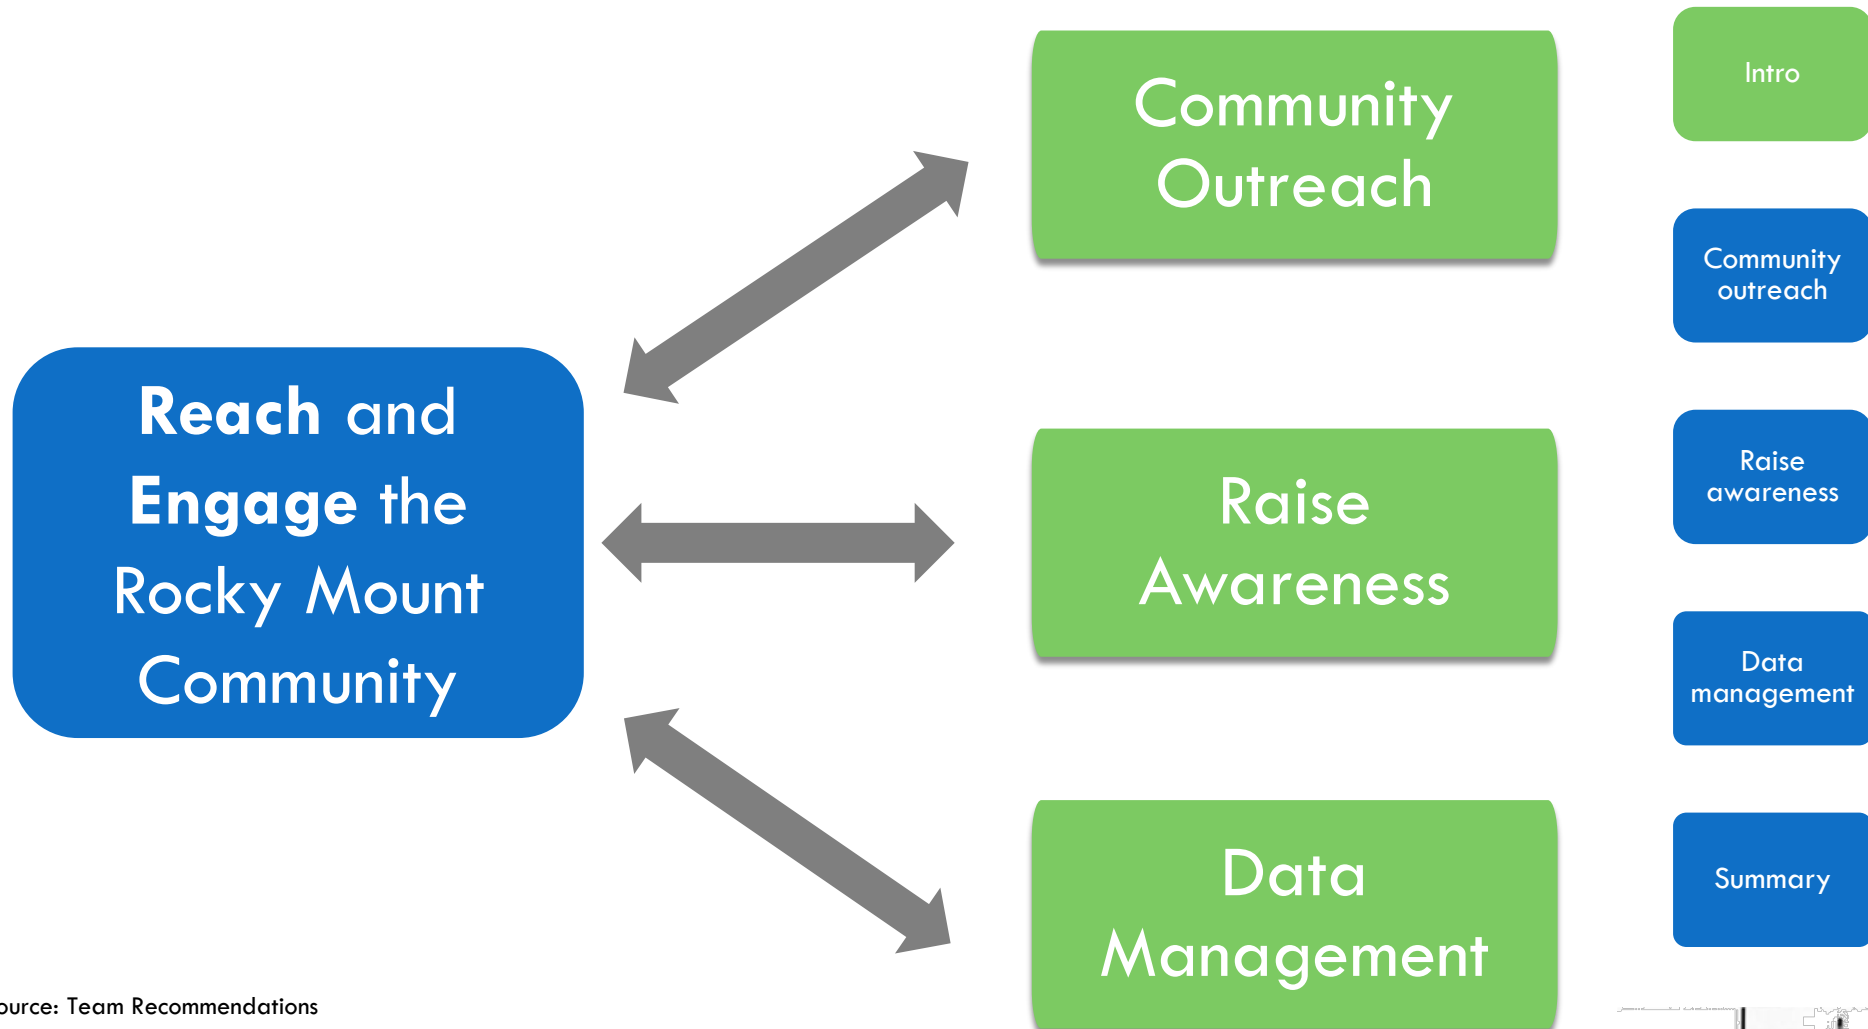 Reach and
Engage the
Rocky Mount
Community
Community
Outreach
Raise
Awareness
Data
Management
Intro
Community
outreach
Raise
awareness
Data
management
Summary
ource: Team Recommendations